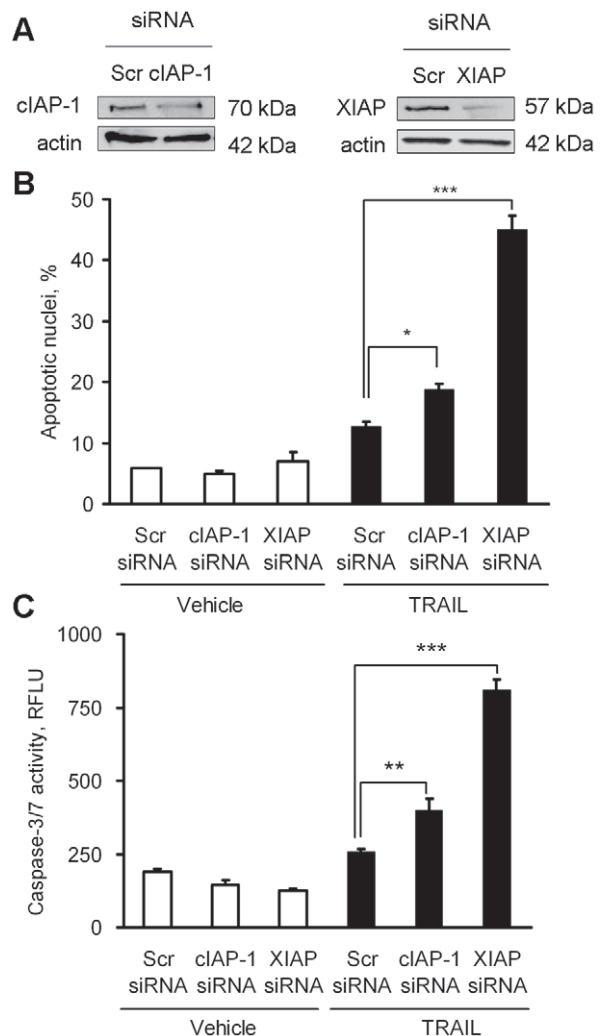 A
siRNA
siRNA
Scr cIAP-1
Scr XIAP
cIAP-1
70 kDa
XIAP
57 kDa
actin
42 kDa
actin
42 kDa
B
50
40
30
20
10
0
Apoptotic nuclei, %
***
*
Scr cIAP-1 XIAP Scr cIAP-1 XIAP
siRNA siRNA siRNA siRNA siRNA siRNA
Vehicle TRAIL
C
1000
750
500
250
0
Caspase-3/7 activity, RFLU
***
**
Scr cIAP-1 XIAP Scr cIAP-1 XIAP
siRNA siRNA siRNA siRNA siRNA siRNA
Vehicle TRAIL